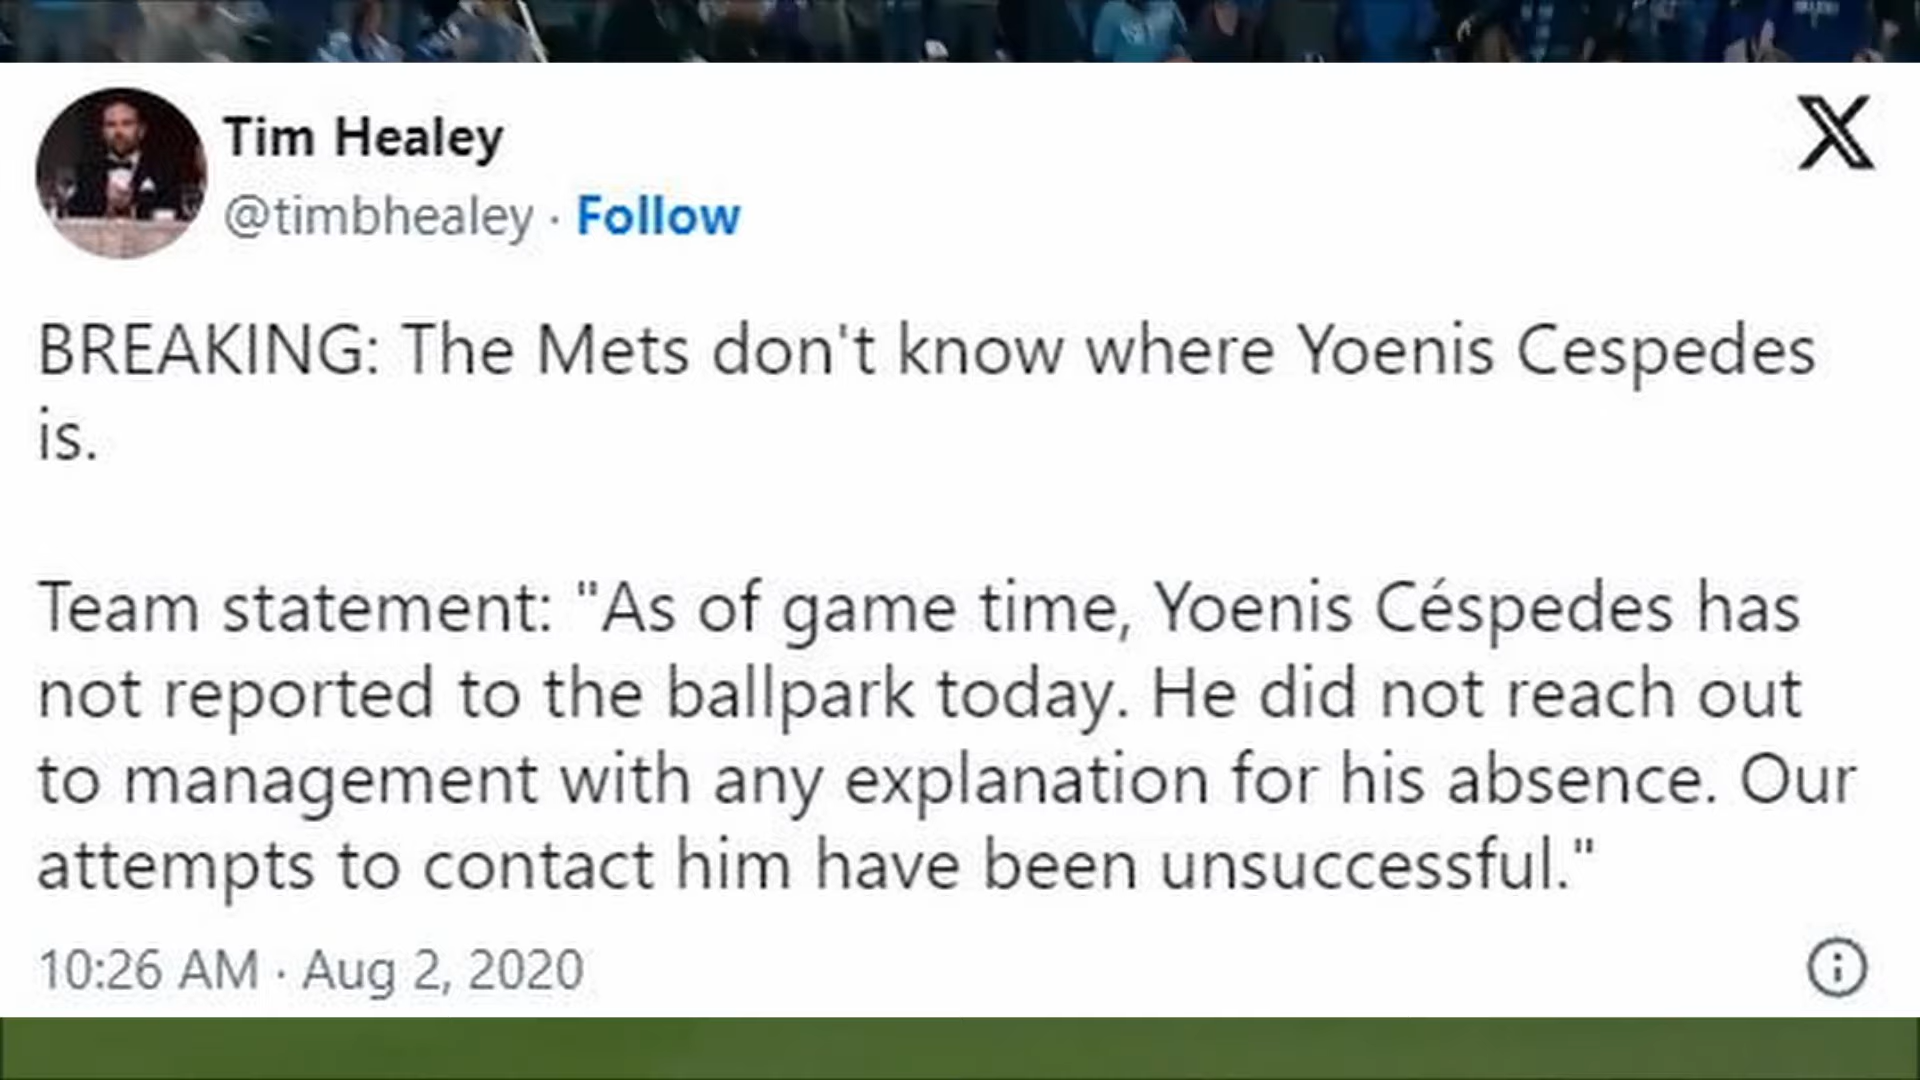 Tim Healey
@timbhealey · Follow
BREAKING: The Mets don't know where Yoenis Cespedes
is.
Team statement: "As of game time, Yoenis Céspedes has
not reported to the ballpark today. He did not reach out
to management with any explanation for his absence. Our
attempts to contact him have been unsuccessful."
10:26 AM · Aug 2, 2020